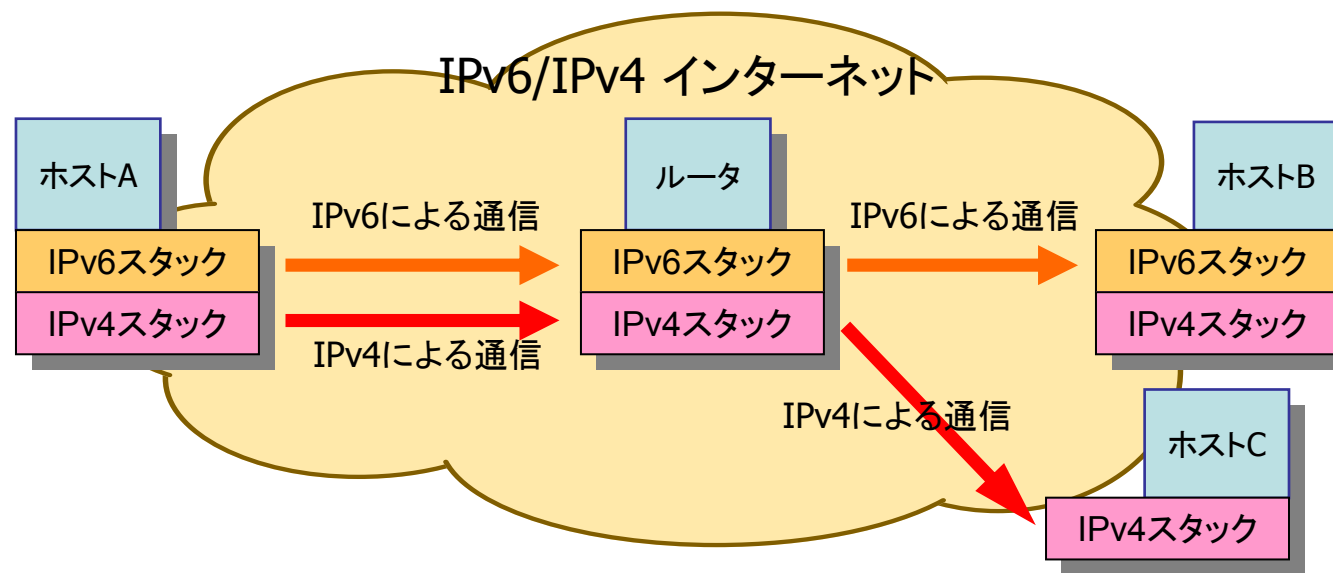 IPv6/IPv4 インターネット
ホストA
ルータ
ホストB
IPv6による通信
IPv6による通信
IPv6スタック
IPv6スタック
IPv6スタック
IPv4スタック
IPv4スタック
IPv4スタック
IPv4による通信
IPv4による通信
ホストC
IPv4スタック